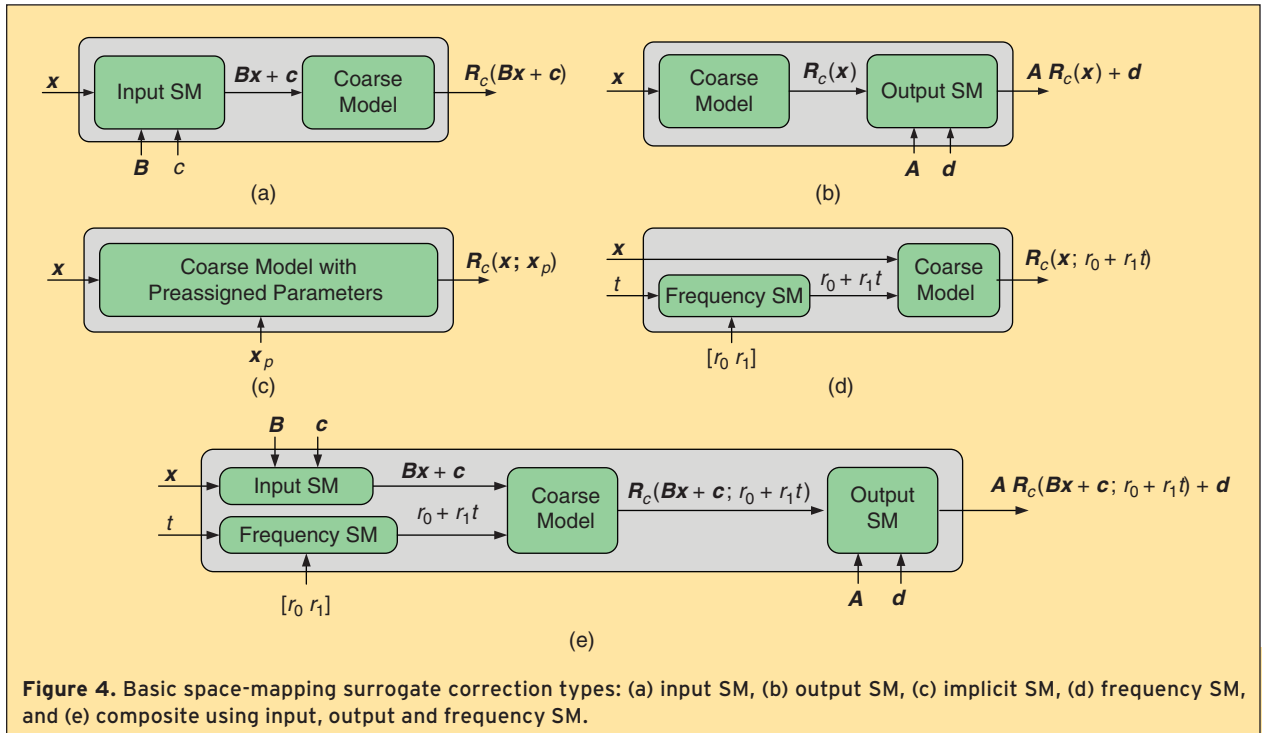 x
Input SM
Bx + c
Coarse
Model
R_c(Bx + c)
B
c
(a)
x
Coarse
Model
R_c(x)
Output SM
A R_c(x) + d
A
d
(b)
x
Coarse Model with
Preassigned Parameters
R_c(x; x_p)
x_p
(c)
x
t
Frequency SM
r_0 + r_1t
Coarse
Model
R_c(x; r_0 + r_1t)
[r_0 r_1]
(d)
B
c
x
Input SM
Bx + c
t
Frequency SM
r_0 + r_1t
Coarse
Model
R_c(Bx + c; r_0 + r_1t)
Output
SM
A R_c(Bx + c; r_0 + r_1t) + d
[r_0 r_1]
A
d
(e)
Figure 4. Basic space-mapping surrogate correction types: (a) input SM, (b) output SM, (c) implicit SM, (d) frequency SM,
and (e) composite using input, output and frequency SM.